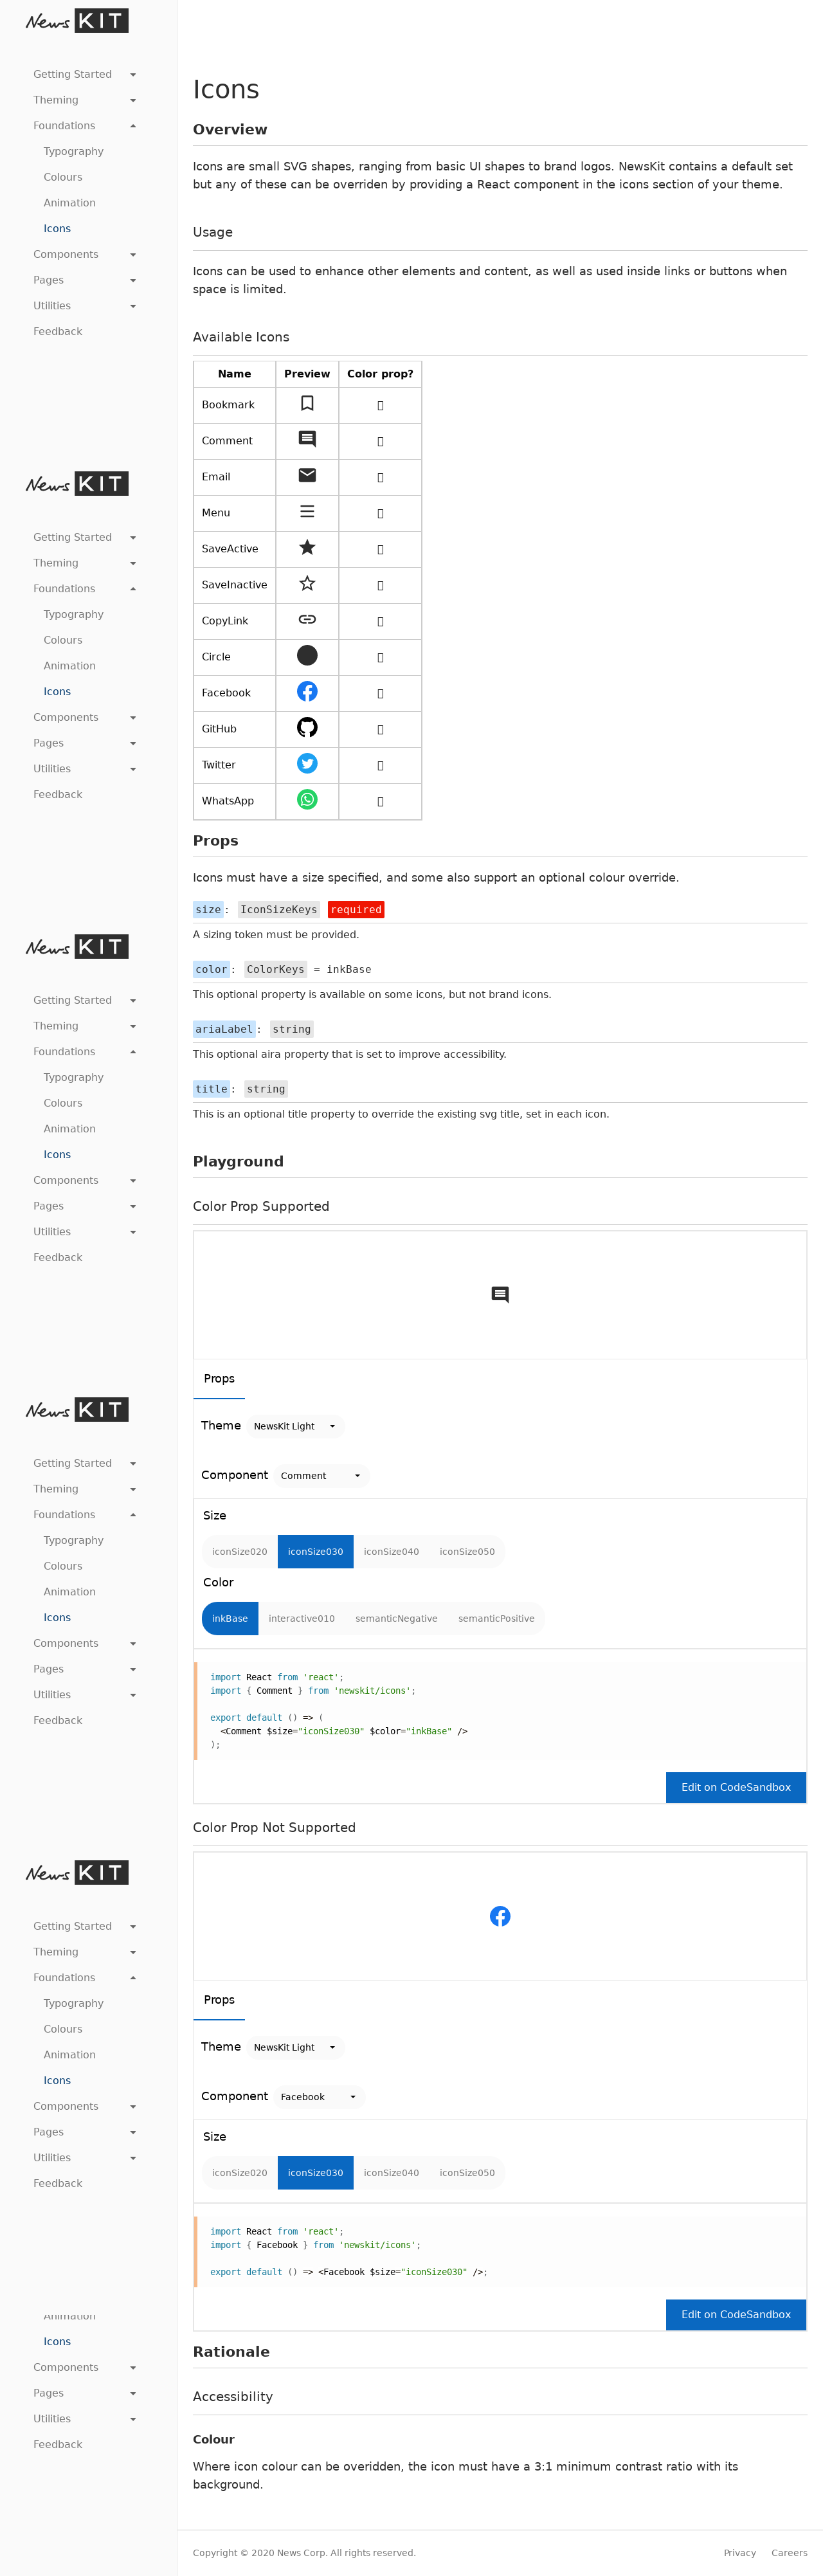 News KIT
Getting Started
Theming
Foundations
Typography
Colours
Animation
Icons
Components
Pages
Utilities
Feedback
News KIT
Getting Started
Theming
Foundations
Typography
Colours
Animation
Icons
Components
Pages
Utilities
Feedback
News KIT
Getting Started
Theming
Foundations
Typography
Colours
Animation
Icons
Components
Pages
Utilities
Feedback
News KIT
Getting Started
Theming
Foundations
Typography
Colours
Animation
Icons
Components
Pages
Utilities
Feedback
News KIT
Getting Started
Theming
Foundations
Typography
Colours
Animation
Icons
Components
Pages
Utilities
Feedback
Animation
Icons
Components
Pages
Utilities
Feedback
Icons
Overview
Icons are small SVG shapes, ranging from basic UI shapes to brand logos. NewsKit contains a default set
but any of these can be overriden by providing a React component in the icons section of your theme.
Usage
Icons can be used to enhance other elements and content, as well as used inside links or buttons when
space is limited.
Available Icons
Name Preview Color prop?
Bookmark
Comment
Email
Menu
SaveActive
SaveInactive
CopyLink
Circle
Facebook
GitHub
Twitter
WhatsApp
Props
Icons must have a size specified, and some also support an optional colour override.
size: IconSizeKeys required
A sizing token must be provided.
color: ColorKeys = inkBase
This optional property is available on some icons, but not brand icons.
ariaLabel: string
This optional aira property that is set to improve accessibility.
title: string
This is an optional title property to override the existing svg title, set in each icon.
Playground
Color Prop Supported
Props
Theme NewsKit Light
Component Comment
Size
iconSize020 iconSize030 iconSize040 iconSize050
Color
inkBase interactive010 semanticNegative semanticPositive
import React from 'react';
import { Comment } from 'newskit/icons';
export default () => (
<Comment $size="iconSize030" $color="inkBase" />
);
Edit on CodeSandbox
Color Prop Not Supported
Props
Theme NewsKit Light
Component Facebook
Size
iconSize020 iconSize030 iconSize040 iconSize050
import React from 'react';
import { Facebook } from 'newskit/icons';
export default () => <Facebook $size="iconSize030" />;
Edit on CodeSandbox
Rationale
Accessibility
Colour
Where icon colour can be overidden, the icon must have a 3:1 minimum contrast ratio with its
background.
Copyright © 2020 News Corp. All rights reserved. Privacy Careers